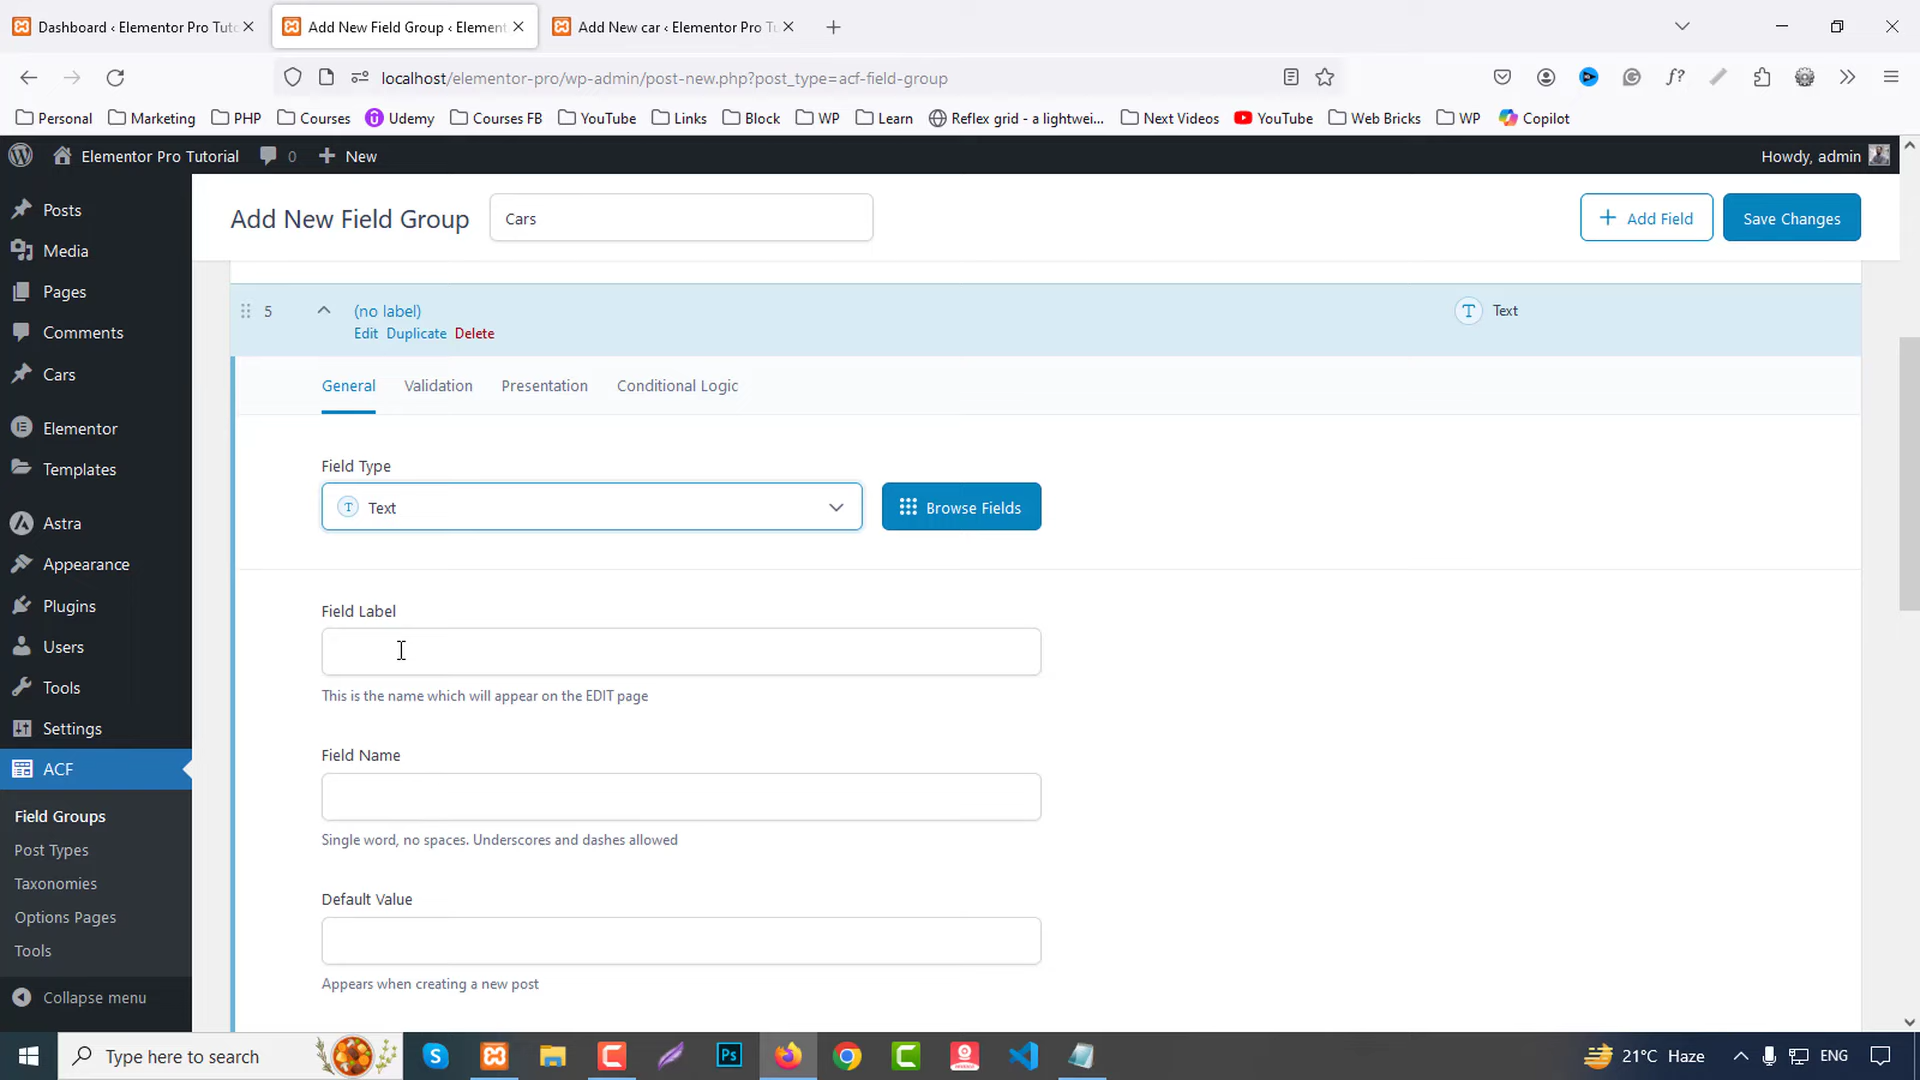 Dashboard ‹ Elementor Pro Tuto
Add New Field Group ‹ Element
Add New car ‹ Elementor Pro Tu
localhost/elementor-pro/wp-admin/post-new.php?post_type=acf-field-group
Personal
Marketing
PHP
Courses
Udemy
Courses FB
YouTube
Links
Block
WP
Learn
Reflex grid - a lightwei...
Next Videos
YouTube
Web Bricks
WP
Copilot
Elementor Pro Tutorial
0
New
Howdy, admin
Posts
Media
Pages
Comments
Cars
Elementor
Templates
Astra
Appearance
Plugins
Users
Tools
Settings
ACF
Field Groups
Post Types
Taxonomies
Options Pages
Tools
Collapse menu
Add New Field Group
Cars
Add Field
Save Changes
5
(no label)
T Text
Edit Duplicate Delete
General
Validation
Presentation
Conditional Logic
Field Type
T Text
Browse Fields
Field Label
This is the name which will appear on the EDIT page
Field Name
Single word, no spaces. Underscores and dashes allowed
Default Value
Appears when creating a new post
Type here to search
Ps
21°C Haze
ENG